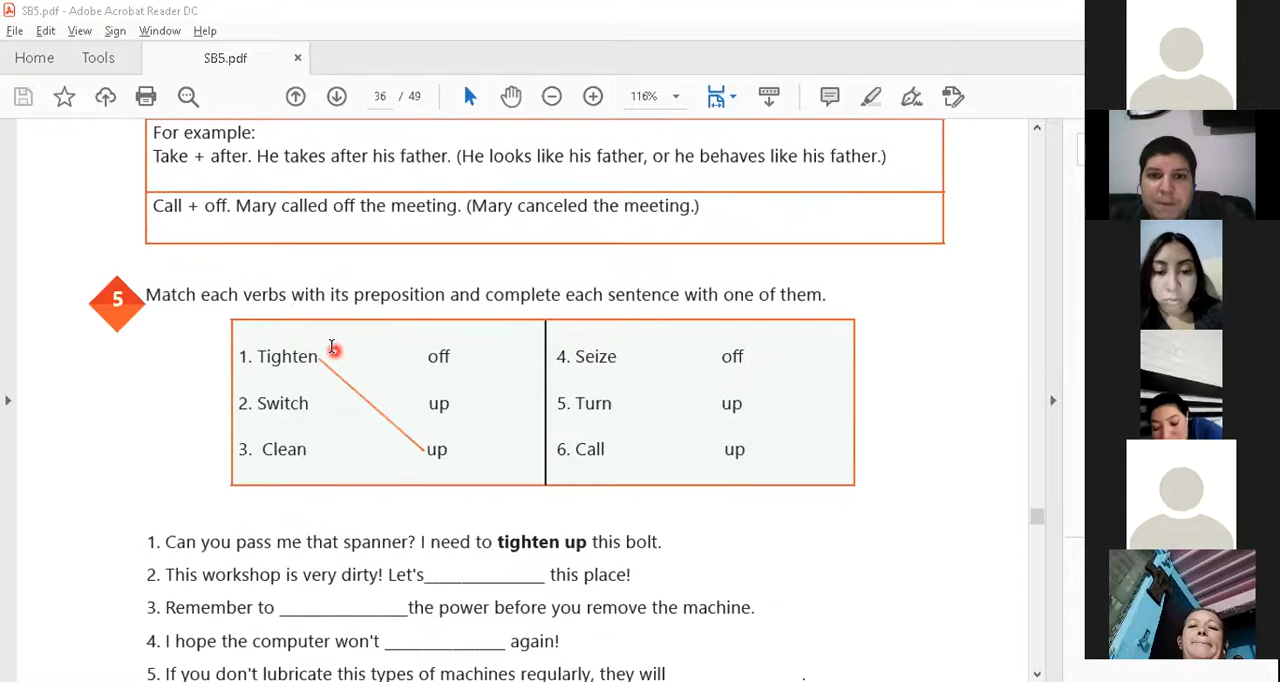 SB5.pdf - Adobe Acrobat Reader DC
File Edit View Sign Window Help
Home Tools SB5.pdf ×
36 / 49 116%
For example:
Take + after. He takes after his father. (He looks like his father, or he behaves like his father.)
Call + off. Mary called off the meeting. (Mary canceled the meeting.)
5 Match each verbs with its preposition and complete each sentence with one of them.
1. Tighten off 4. Seize off
2. Switch up 5. Turn up
3. Clean up 6. Call up
1. Can you pass me that spanner? I need to tighten up this bolt.
2. This workshop is very dirty! Let's_____________ this place!
3. Remember to ______________the power before you remove the machine.
4. I hope the computer won't _____________ again!
5. If you don't lubricate this types of machines regularly, they will _______________.